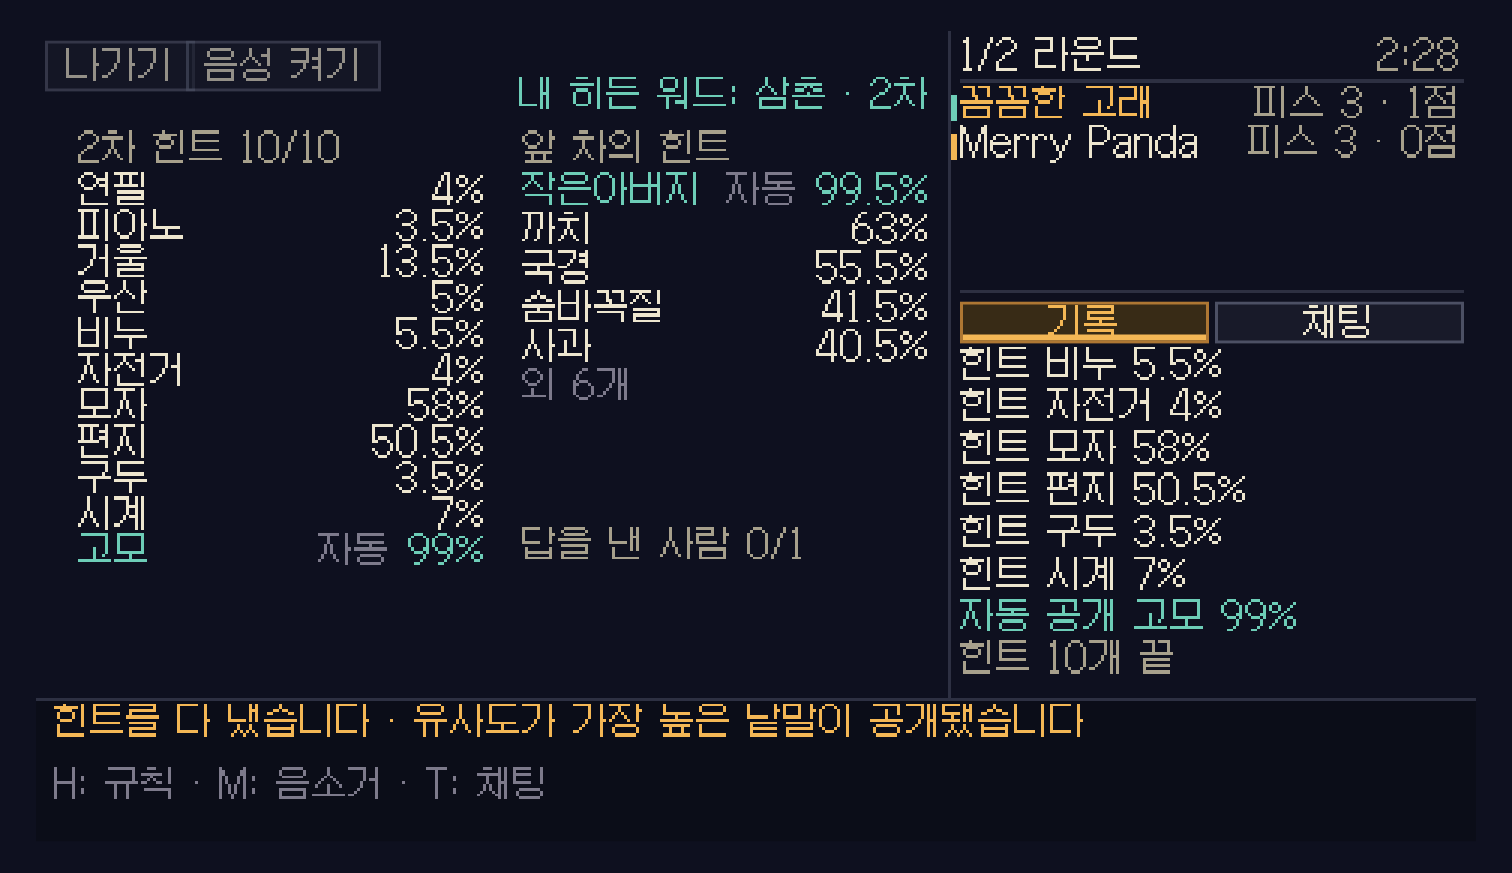 나가기 음성 켜기
내 히든 워드: 삼촌 · 2차
2차 힌트 10/10
연필 4%
피아노 3.5%
거울 13.5%
우산 5%
비누 5.5%
자전거 4%
모자 58%
편지 50.5%
구두 3.5%
시계 7%
고모 자동 99%
앞 차의 힌트
작은아버지 자동 99.5%
까치 63%
국경 55.5%
숨바꼭질 41.5%
사과 40.5%
외 6개
답을 낸 사람 0/1
1/2 라운드 2:28
꼼꼼한 고래 피스 3 · 1점
Merry Panda 피스 3 · 0점
기록 채팅
힌트 비누 5.5%
힌트 자전거 4%
힌트 모자 58%
힌트 편지 50.5%
힌트 구두 3.5%
힌트 시계 7%
자동 공개 고모 99%
힌트 10개 끝
힌트를 다 냈습니다 · 유사도가 가장 높은 낱말이 공개됐습니다
H: 규칙 · M: 음소거 · T: 채팅